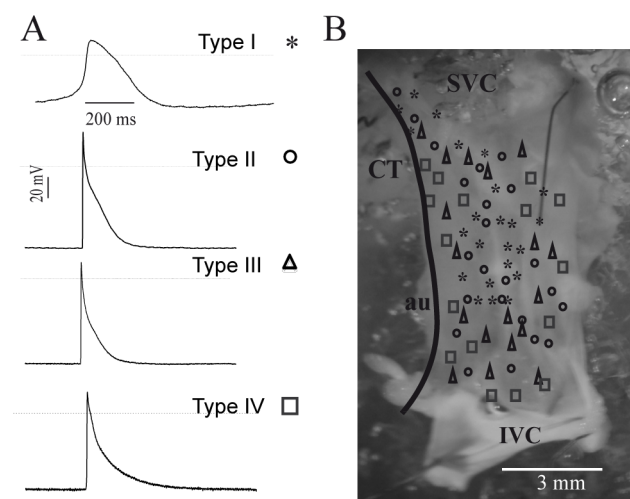 A
Type I *
200 ms
Type II
20 mV
Type III
Type IV
B
SVC
CT
au
IVC
3 mm